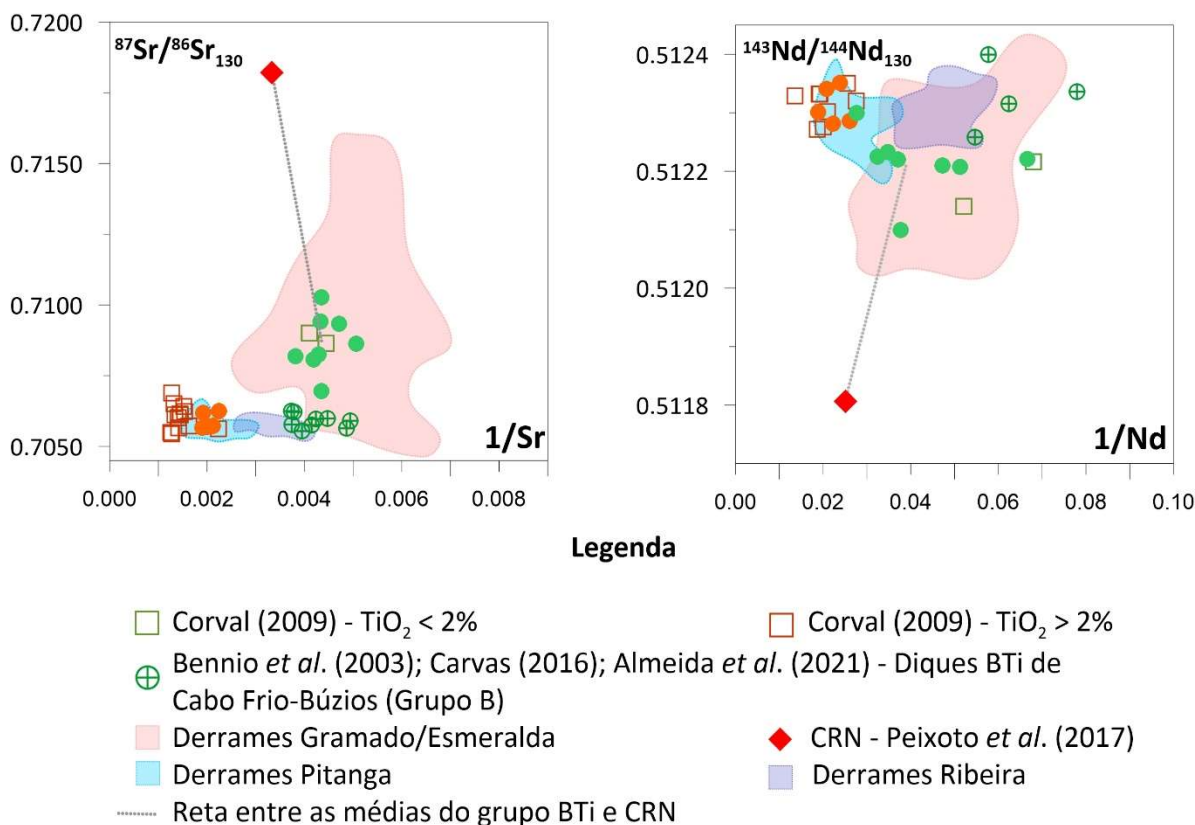 0.7200
0.7150
0.7100
0.7050
⁸⁷Sr/⁸⁶Sr₁₃₀
1/Sr
0.000 0.002 0.004 0.006 0.008
0.5124
0.5122
0.5120
0.5118
¹⁴³Nd/¹⁴⁴Nd₁₃₀
1/Nd
0.00 0.02 0.04 0.06 0.08 0.10
Legenda
Corval (2009) - TiO₂ < 2%
Corval (2009) - TiO₂ > 2%
Bennio et al. (2003); Carvas (2016); Almeida et al. (2021) - Diques BTi de
Cabo Frio-Búzios (Grupo B)
Derrames Gramado/Esmeralda
CRN - Peixoto et al. (2017)
Derrames Pitanga
Derrames Ribeira
Reta entre as médias do grupo BTi e CRN